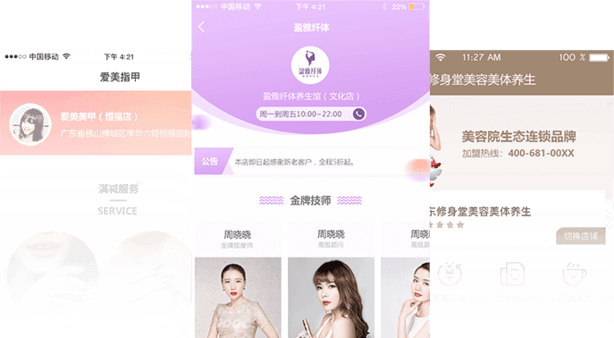 中国移动 下午 4:21
爱美指甲
爱美美甲（恒福店）
广东省佛山禅城区季华六路恒福国际
满减服务
SERVICE
中国移动 下午 4:21 22%
盈雅纤体
盈雅纤体
盈雅纤体养生馆（文化店）
周一到周五10:00~22:00
公告 本店即日起感谢新老客户，全程5折起。
金牌技师
周晓晓 周晓晓 周晓晓
金牌技师 高级顾问 高级顾
11:27 AM 100 %
修身堂美容美体养生
美容院生态连锁品牌
加盟热线：400-681-00XX
东修身堂美容美体养生
切换店铺